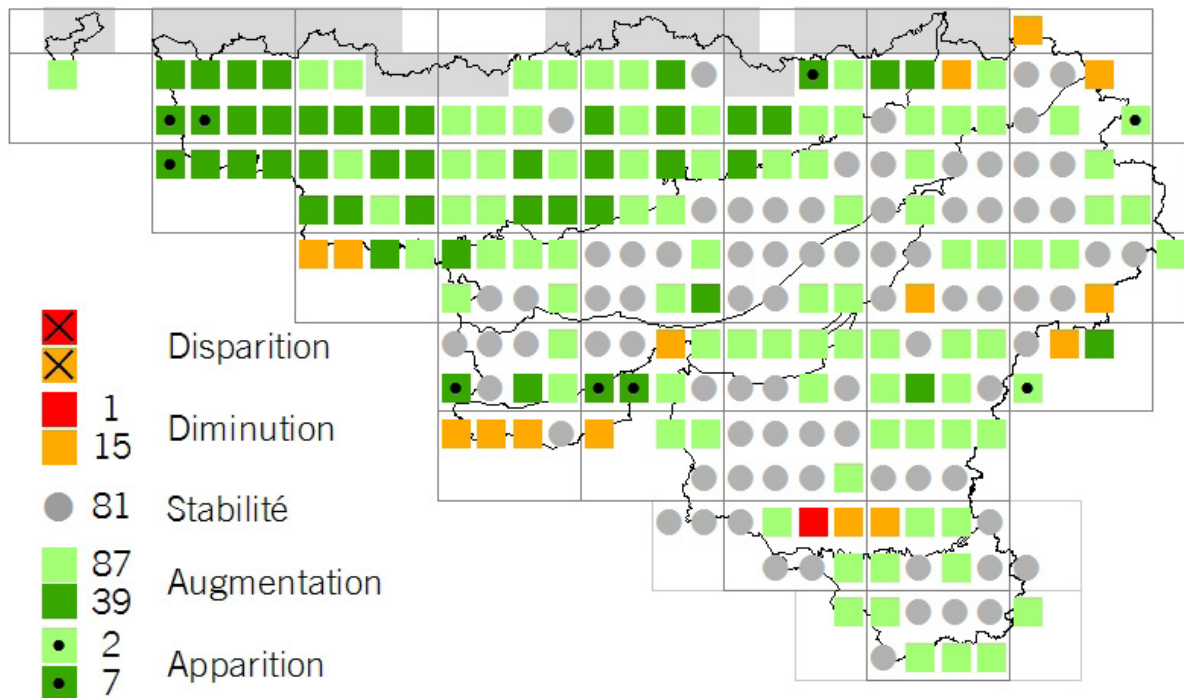 Disparition
1
Diminution
15
81 Stabilité
87
Augmentation
39
2
Apparition
7